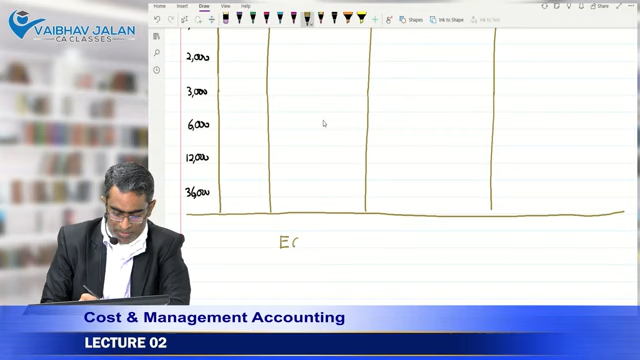 VAIBHAV JALAN
CA CLASSES
Home Insert Draw View Help
Shapes Ink to Shape Ink to Text
2,000
3,000
6,000
12,000
36,000
EO
Cost & Management Accounting
LECTURE 02